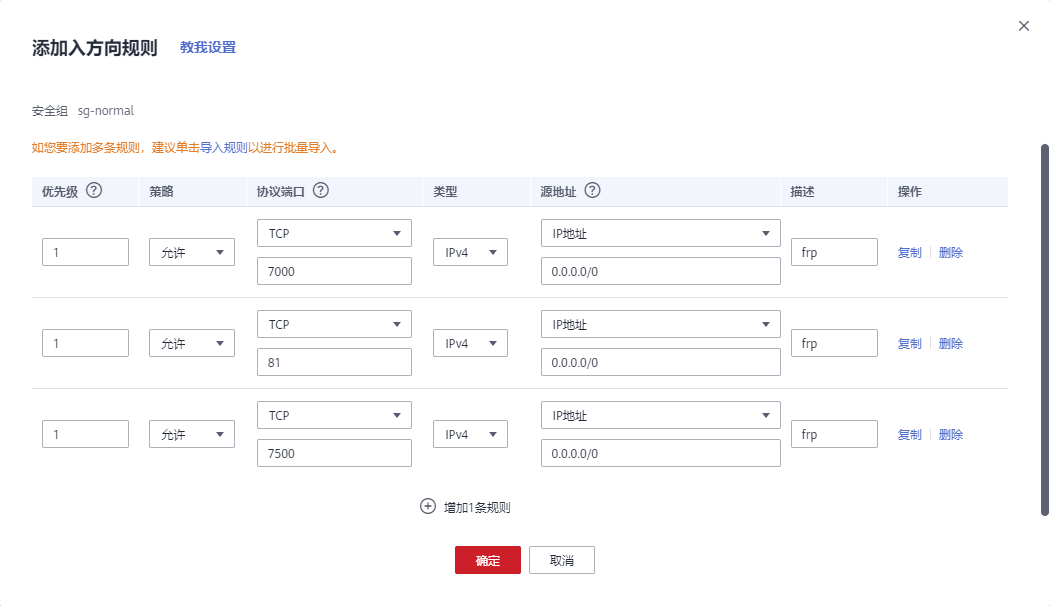 添加入方向规则 教我设置
安全组 sg-normal
如您要添加多条规则，建议单击导入规则以进行批量导入。
优先级 ? 策略 协议端口 ? 类型 源地址 ? 描述 操作
TCP IP地址
1 允许 IPv4 frp 复制 删除
7000 0.0.0.0/0
TCP IP地址
1 允许 IPv4 frp 复制 删除
81 0.0.0.0/0
TCP IP地址
1 允许 IPv4 frp 复制 删除
7500 0.0.0.0/0
增加1条规则
确定 取消